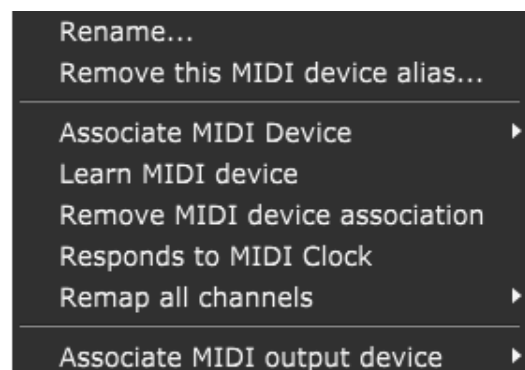 Rename...
Remove this MIDI device alias...
Associate MIDI Device
Learn MIDI device
Remove MIDI device association
Responds to MIDI Clock
Remap all channels
Associate MIDI output device